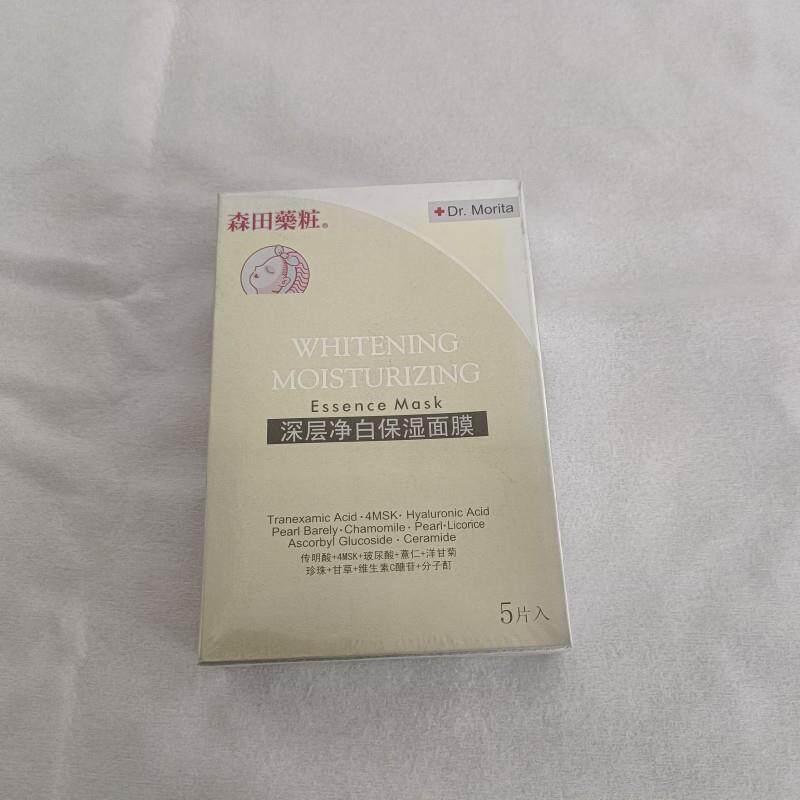 森田藥粧®
Dr. Morita
WHITENING
MOISTURIZING
Essence Mask
深层净白保湿面膜
Tranexamic Acid·4MSK· Hyaluronic Acid
Pearl Barely·Chamomile · Pearl·Licorice
Ascorbyl Glucoside · Ceramide
传明酸+4MSK+玻尿酸+薏仁+洋甘菊
珍珠+甘草+维生素C醣苷+分子酊
5片入